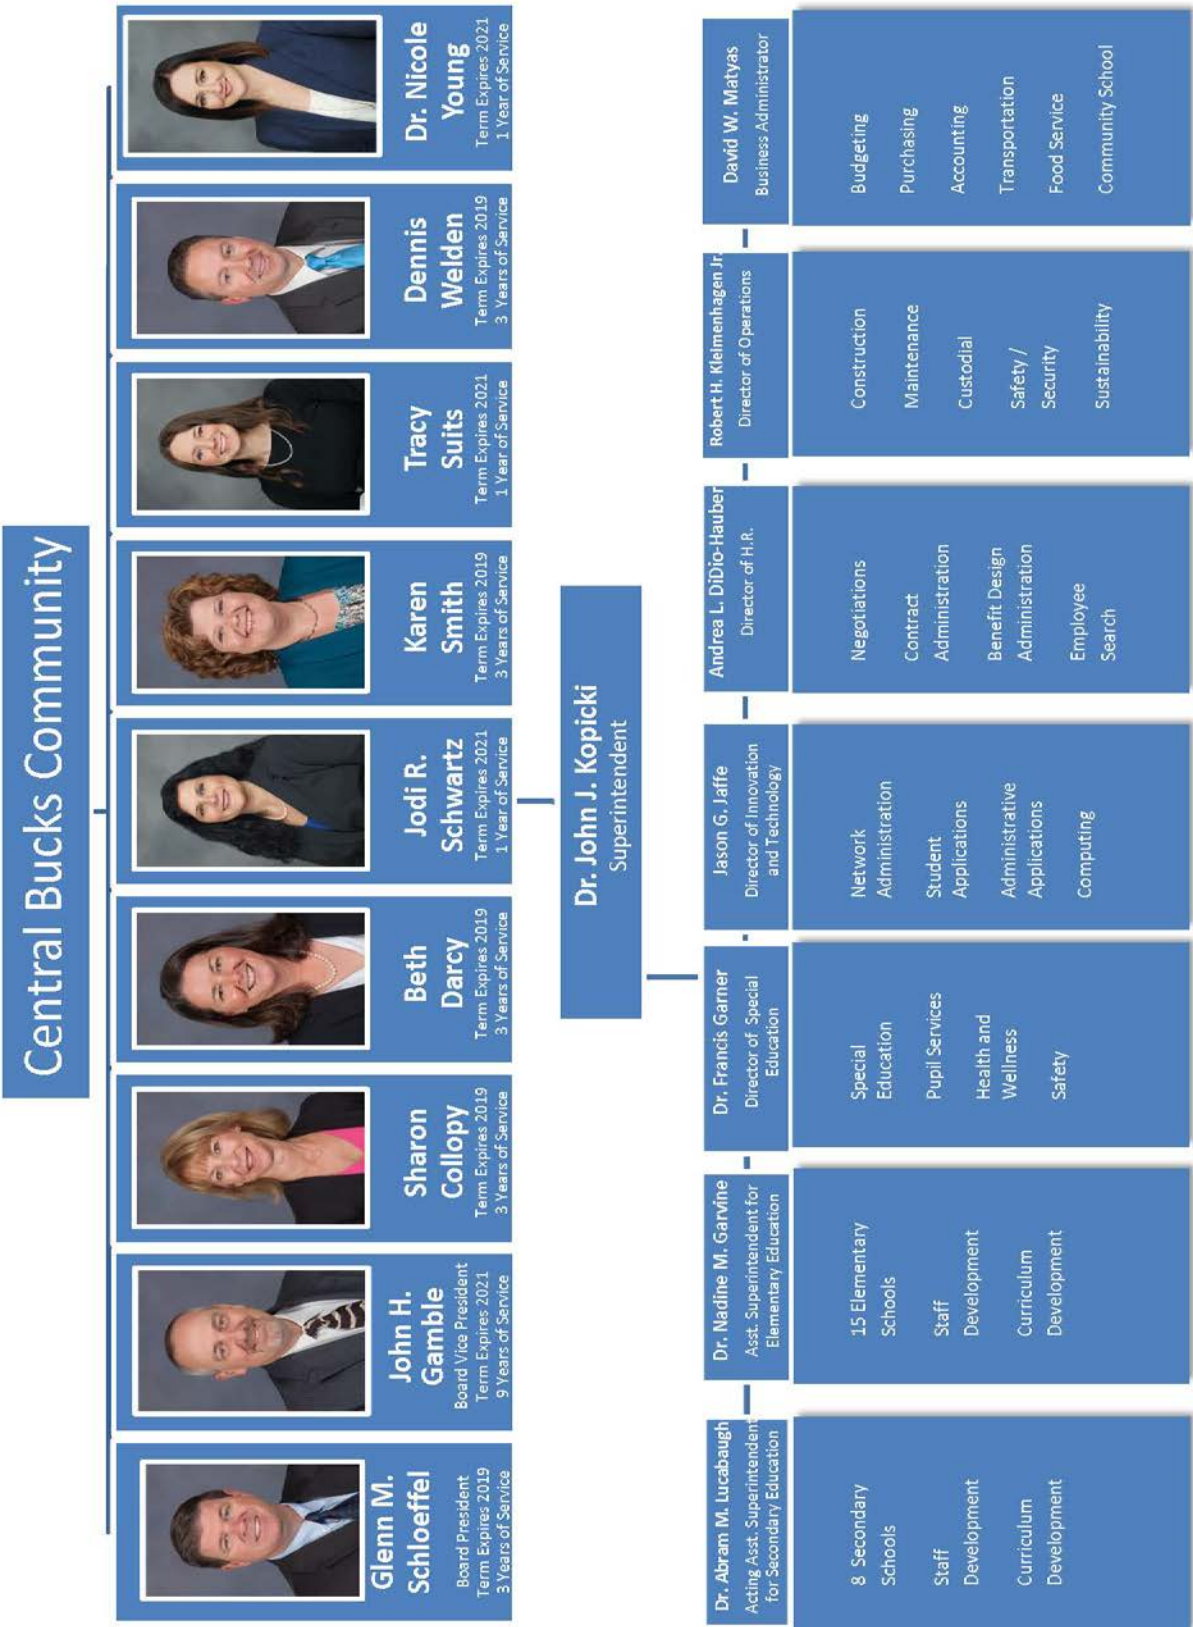 Central Bucks Community
Glenn M.
Schloeffel
Board President
Term Expires 2019
3 Years of Service
John H.
Gamble
Board Vice President
Term Expires 2021
9 Years of Service
Sharon
Collopy
Term Expires 2019
3 Years of Service
Beth
Darcy
Term Expires 2019
3 Years of Service
Jodi R.
Schwartz
Term Expires 2021
1 Year of Service
Karen
Smith
Term Expires 2019
3 Years of Service
Tracy
Suits
Term Expires 2021
1 Year of Service
Dennis
Welden
Term Expires 2019
3 Years of Service
Dr. Nicole
Young
Term Expires 2021
1 Year of Service
Dr. John J. Kopicki
Superintendent
Dr. Abram M. Lucabaugh
Acting Asst. Superintendent
for Secondary Education
8 Secondary
Schools
Staff
Development
Curriculum
Development
Dr. Nadine M. Garvine
Asst. Superintendent for
Elementary Education
15 Elementary
Schools
Staff
Development
Curriculum
Development
Dr. Francis Garner
Director of Special
Education
Special
Education
Pupil Services
Health and
Wellness
Safety
Jason G. Jaffe
Director of Innovation
and Technology
Network
Administration
Student
Applications
Administrative
Applications
Computing
Andrea L. DiDio-Hauber
Director of H.R.
Negotiations
Contract
Administration
Benefit Design
Administration
Employee
Search
Robert H. Kleimenhagen Jr.
Director of Operations
Construction
Maintenance
Custodial
Safety /
Security
Sustainability
David W. Matyas
Business Administrator
Budgeting
Purchasing
Accounting
Transportation
Food Service
Community School